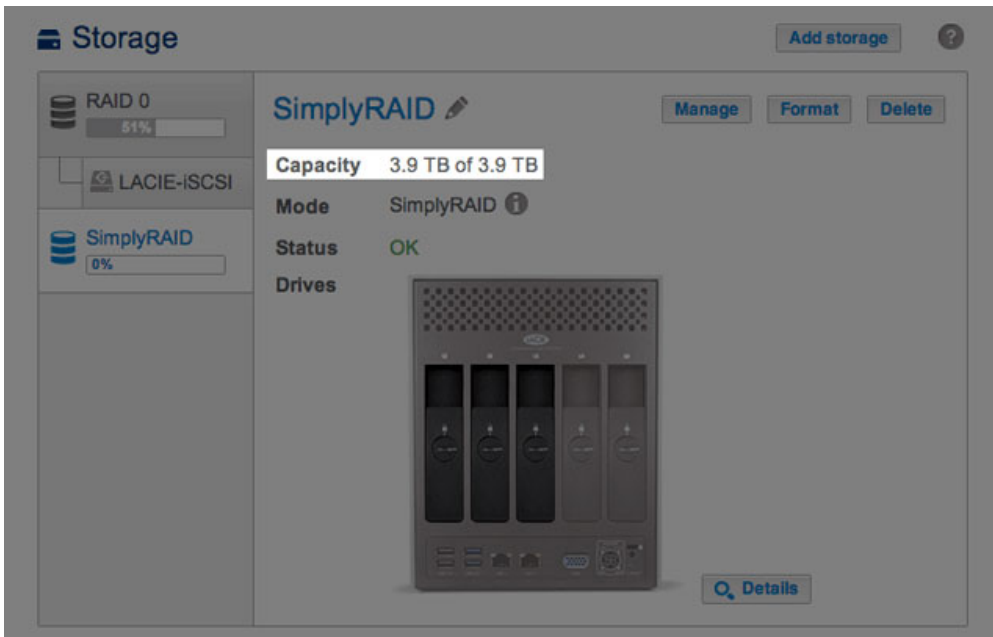 Storage
Add storage
RAID 0
51%
LACIE-iSCSI
SimplyRAID
0%
SimplyRAID
Manage Format Delete
Capacity 3.9 TB of 3.9 TB
Mode SimplyRAID
Status OK
Drives
Details